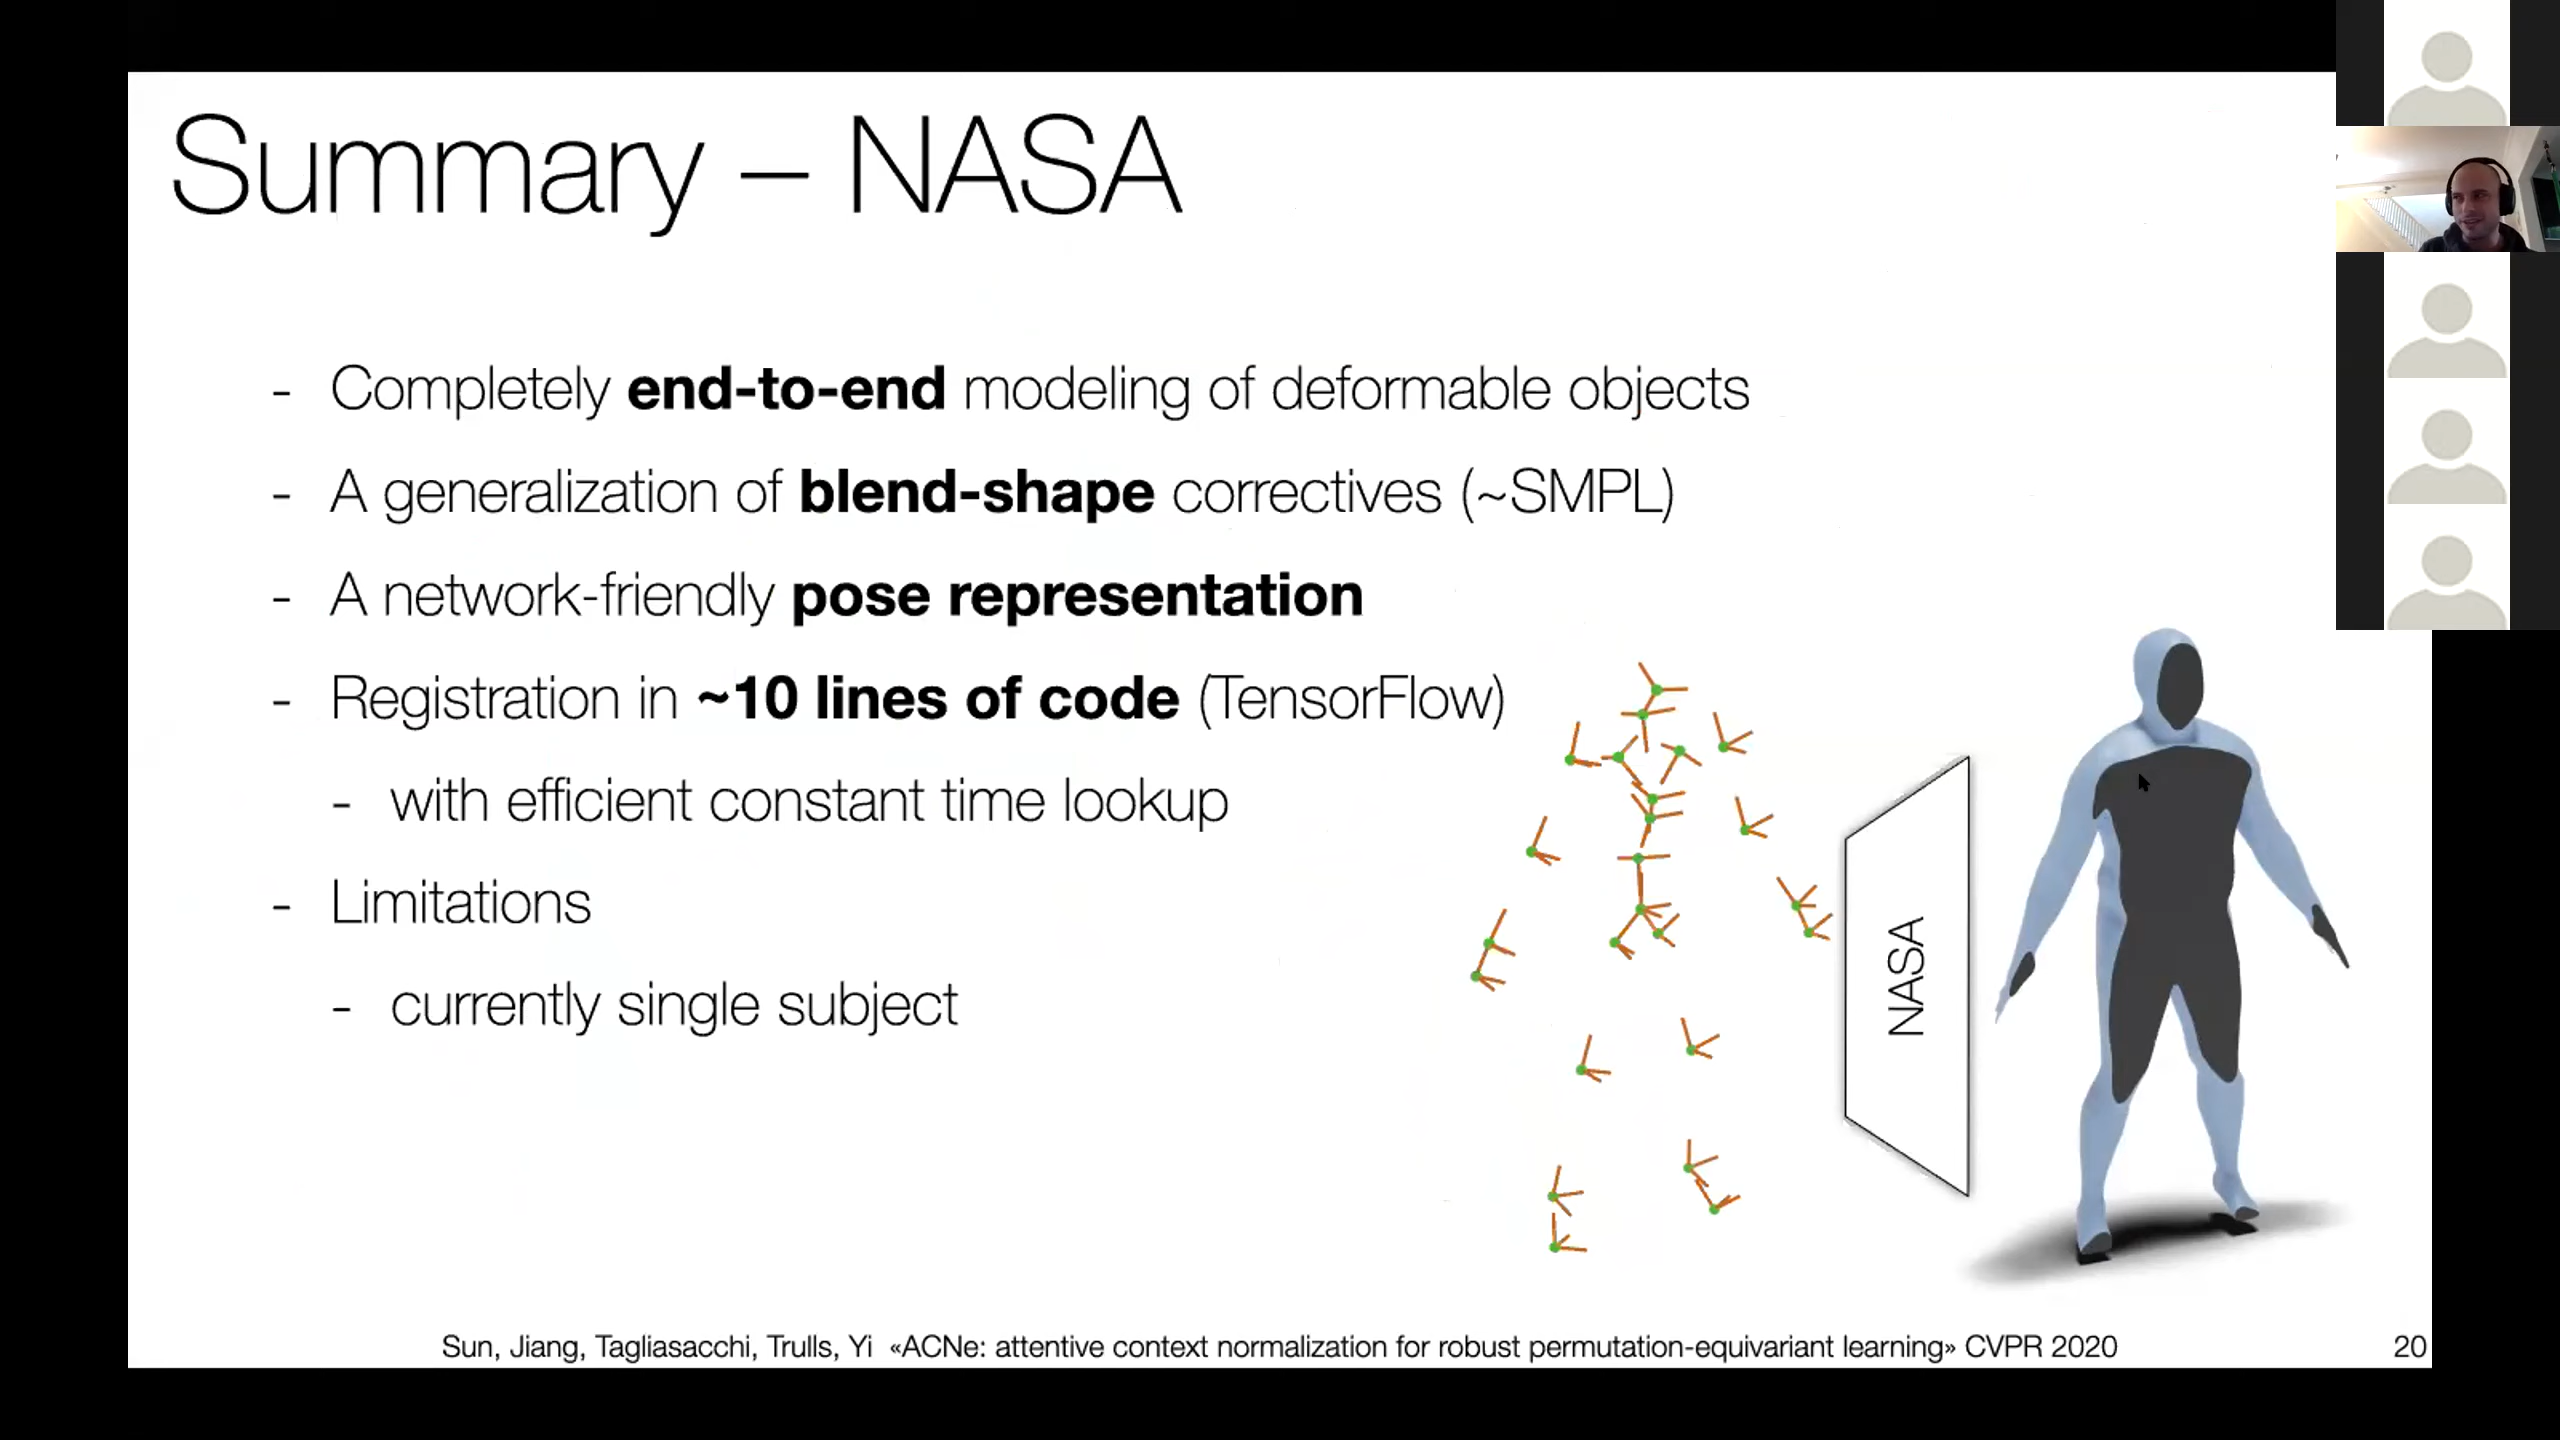 Summary – NASA
- Completely end-to-end modeling of deformable objects
- A generalization of blend-shape correctives (~SMPL)
- A network-friendly pose representation
- Registration in ~10 lines of code (TensorFlow)
- with efficient constant time lookup
- Limitations
- currently single subject
NASA
Sun, Jiang, Tagliasacchi, Trulls, Yi «ACNe: attentive context normalization for robust permutation-equivariant learning» CVPR 2020
20